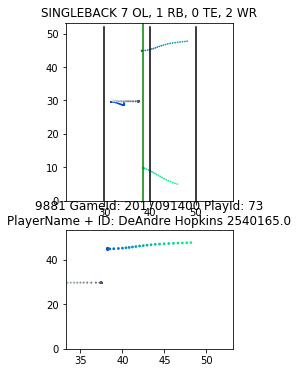 SINGLEBACK 7 OL, 1 RB, 0 TE, 2 WR
50
40
30
20
10
0
30 40 50
9881 GameId: 2017091400 PlayId: 73
PlayerName + ID: DeAndre Hopkins 2540165.0
40
20
0
35 40 45 50